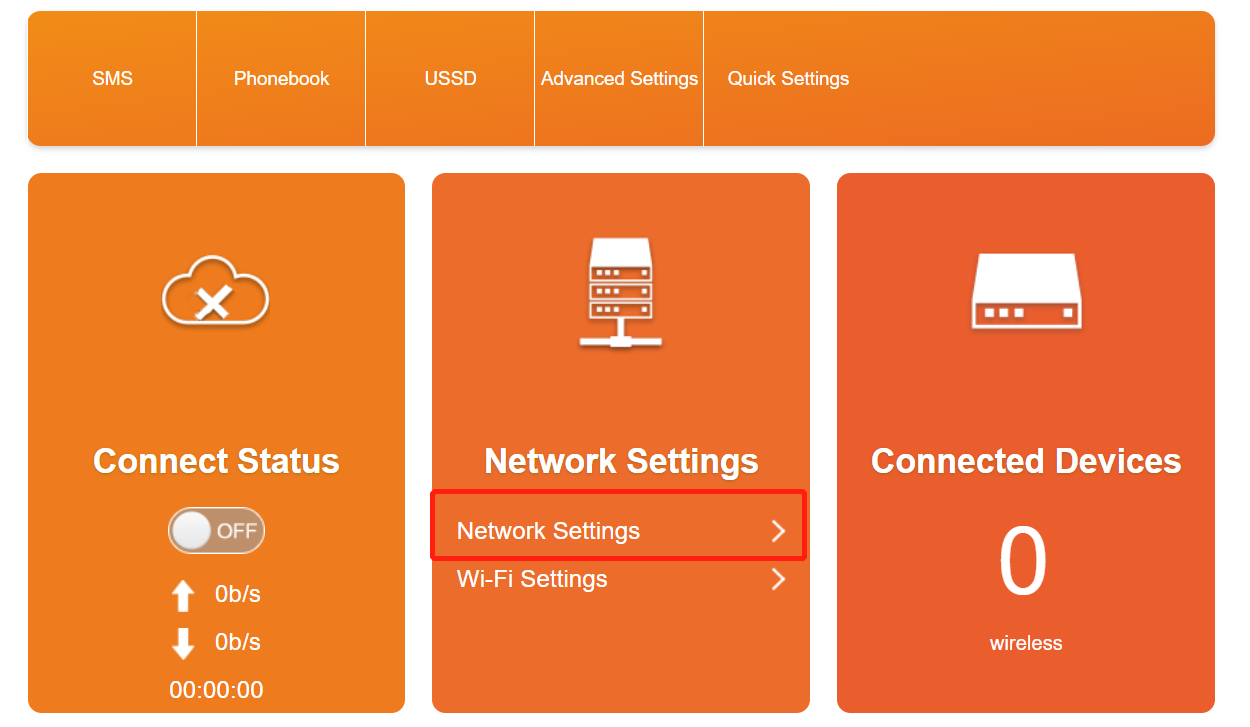 SMS
Phonebook
USSD
Advanced Settings
Quick Settings
Connect Status
OFF
0b/s
0b/s
00:00:00
Network Settings
Network Settings
Wi-Fi Settings
Connected Devices
0
wireless